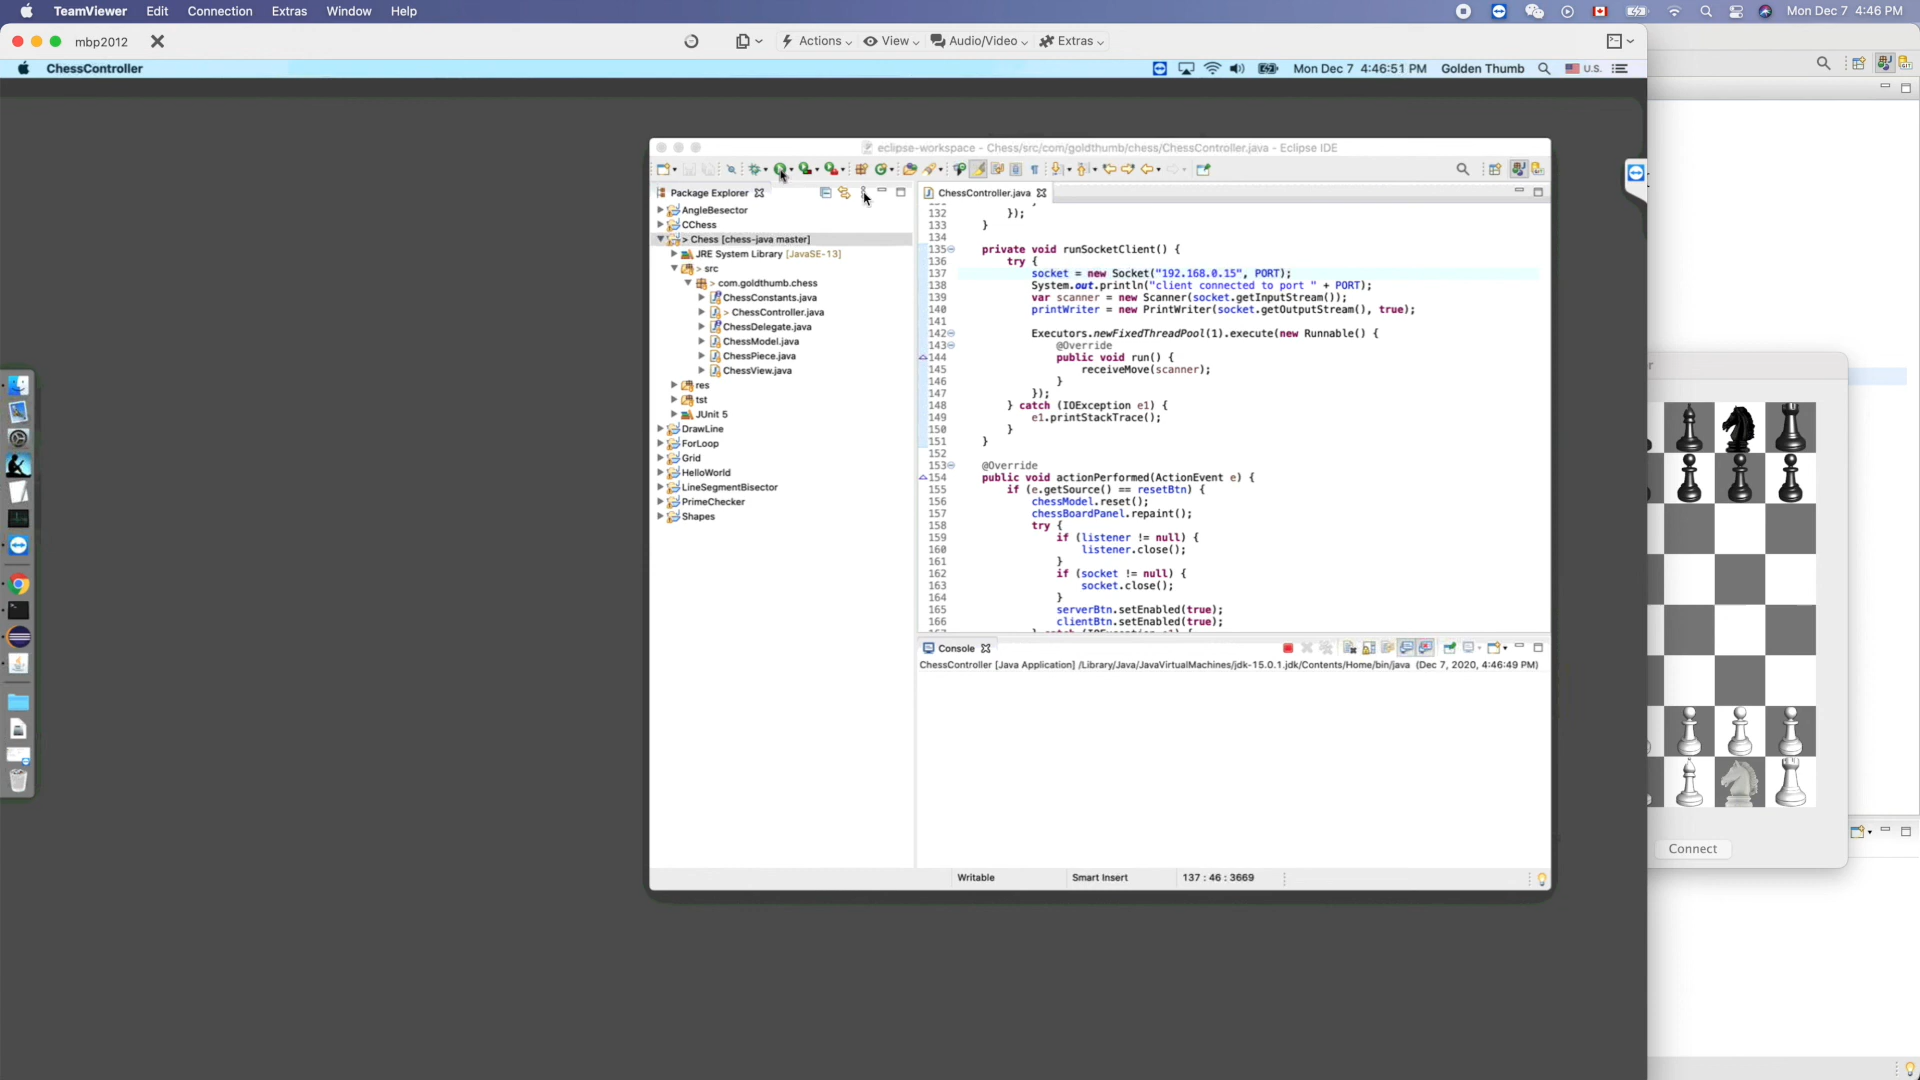 TeamViewer Edit Connection Extras Window Help Mon Dec 7 4:46 PM
mbp2012 Actions View Audio/Video Extras
ChessController Mon Dec 7 4:46:51 PM Golden Thumb U.S.
eclipse-workspace - Chess/src/com/goldthumb/chess/ChessController.java - Eclipse IDE
Package Explorer
AngleBesector
CChess
> Chess [chess-java master]
JRE System Library [JavaSE-13]
> src
> com.goldthumb.chess
ChessConstants.java
> ChessController.java
ChessDelegate.java
ChessModel.java
ChessPiece.java
ChessView.java
res
tst
JUnit 5
DrawLine
ForLoop
Grid
HelloWorld
LineSegmentBisector
PrimeChecker
Shapes
ChessController.java
132 });
133 }
134
135 private void runSocketClient() {
136 try {
137 socket = new Socket("192.168.0.15", PORT);
138 System.out.println("client connected to port " + PORT);
139 var scanner = new Scanner(socket.getInputStream());
140 printWriter = new PrintWriter(socket.getOutputStream(), true);
141
142 Executors.newFixedThreadPool(1).execute(new Runnable() {
143 @Override
144 public void run() {
145 receiveMove(scanner);
146 }
147 });
148 } catch (IOException e1) {
149 e1.printStackTrace();
150 }
151 }
152
153 @Override
154 public void actionPerformed(ActionEvent e) {
155 if (e.getSource() == resetBtn) {
156 chessModel.reset();
157 chessBoardPanel.repaint();
158 try {
159 if (listener != null) {
160 listener.close();
161 }
162 if (socket != null) {
163 socket.close();
164 }
165 serverBtn.setEnabled(true);
166 clientBtn.setEnabled(true);
Console
ChessController [Java Application] /Library/Java/JavaVirtualMachines/jdk-15.0.1.jdk/Contents/Home/bin/java (Dec 7, 2020, 4:46:49 PM)
Writable Smart Insert 137 : 46 : 3669
Connect